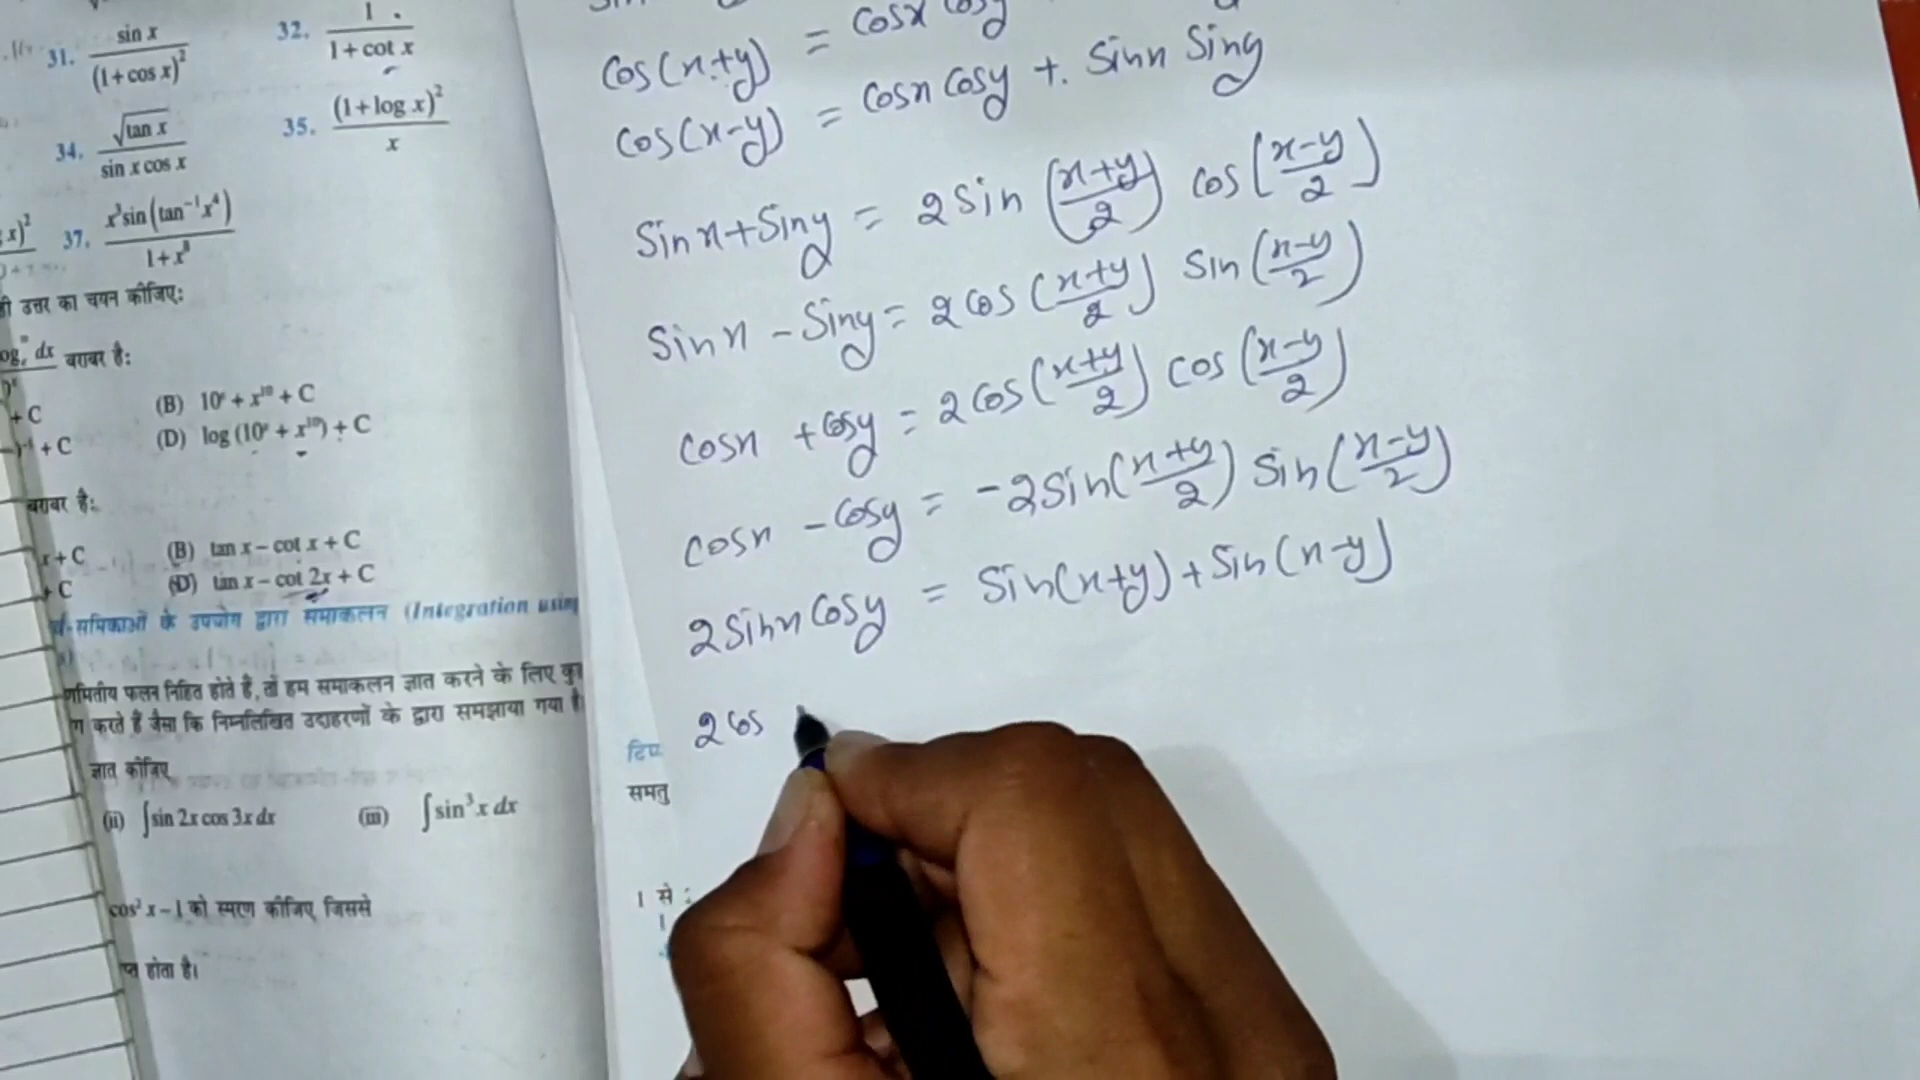 31. sin x / (1+cos x)²
32. 1 / 1+cot x
34. √tan x / sin x cos x
35. (1+log x)² / x
37. x³sin(tan⁻¹x⁴) / 1+x⁸
उत्तर का चयन कीजिए:
dx बराबर है:
+ C
(B) 10ˣ + x¹⁰ + C
+ C
(D) log (10ˣ + x¹⁰) + C
बराबर है:
x + C
(B) tan x – cot x + C
+ C
(D) tan x – cot 2x + C
के उपयोग द्वारा समाकलन (Integration using
फलन निहित होते हैं, तो हम समाकलन ज्ञात करने के लिए
करते हैं जैसा कि निम्नलिखित उदाहरणों के द्वारा समझाया गया है
ज्ञात कीजिए
(ii) ∫sin 2x cos 3x dx
(iii) ∫sin³ x dx
cos² x – 1 को स्मरण कीजिए जिससे
होता है।
cos(x+y) = cosx cosy
cos(x-y) = cosx cosy + sinx siny
sinx+siny = 2sin (x+y/2) cos (x-y/2)
sinx - siny = 2cos (x+y/2) sin (x-y/2)
cosx + cosy = 2cos (x+y/2) cos (x-y/2)
cosx - cosy = -2sin (x+y/2) sin (x-y/2)
2sinx cosy = sin(x+y) + sin(x-y)
2cos
समतु
1 से